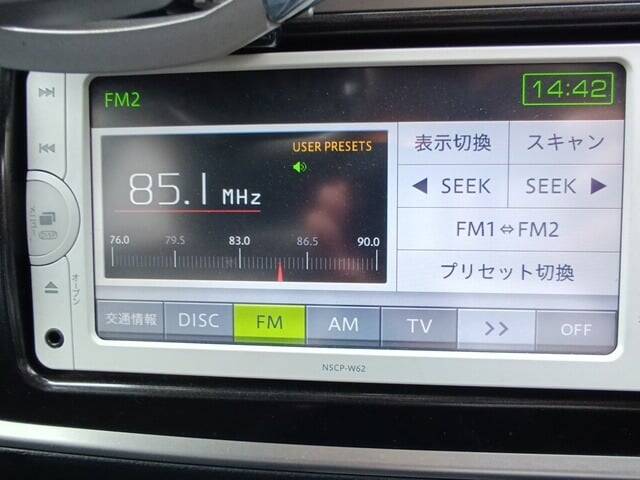 FM2
14:42
USER PRESETS
85.1 MHz
76.0 79.5 83.0 86.5 90.0
表示切換 スキャン
◀ SEEK SEEK ▶
FM1⇔FM2
プリセット切換
交通情報 DISC FM AM TV >> OFF
オープン
NSCP-W62